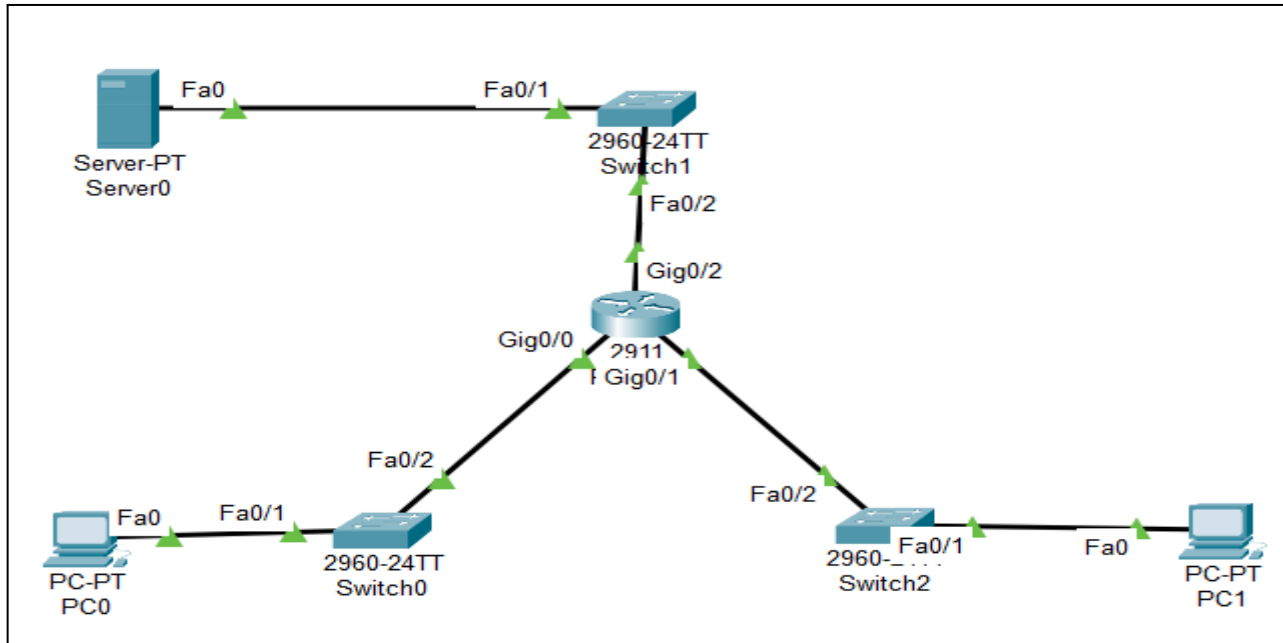 Fa0
Fa0/1
Server-PT
Server0
2960-24TT
Switch1
Fa0/2
Gig0/2
Gig0/0
2911
Gig0/1
Fa0/2
Fa0/2
Fa0
Fa0/1
PC-PT
PC0
2960-24TT
Switch0
Fa0/1
Fa0
Switch2
PC-PT
PC1